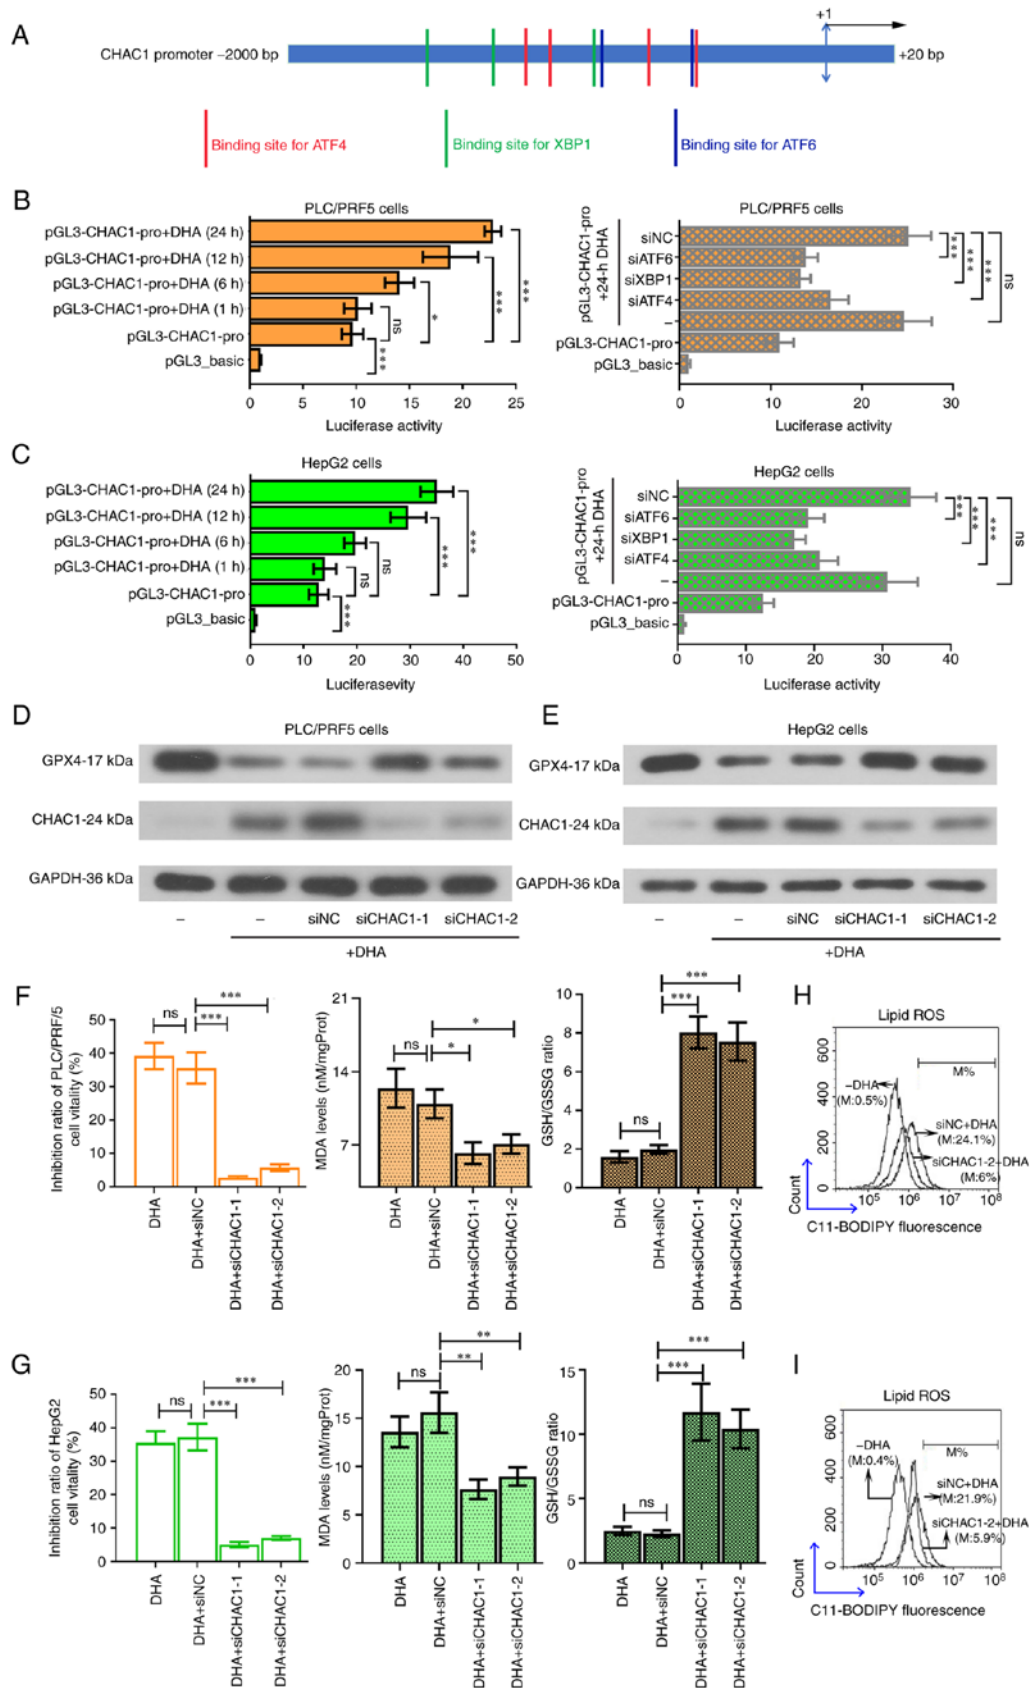 A
+1
CHAC1 promoter −2000 bp
+20 bp
Binding site for ATF4
Binding site for XBP1
Binding site for ATF6
B
PLC/PRF5 cells
pGL3-CHAC1-pro+DHA (24 h)
pGL3-CHAC1-pro+DHA (12 h)
pGL3-CHAC1-pro+DHA (6 h)
pGL3-CHAC1-pro+DHA (1 h)
pGL3-CHAC1-pro
pGL3_basic
***
***
*
ns
***
0 5 10 15 20 25
Luciferase activity
PLC/PRF5 cells
pGL3-CHAC1-pro
+24-h DHA
siNC
siATF6
siXBP1
siATF4
–
pGL3-CHAC1-pro
pGL3_basic
***
***
***
ns
0 10 20 30
Luciferase activity
C
HepG2 cells
pGL3-CHAC1-pro+DHA (24 h)
pGL3-CHAC1-pro+DHA (12 h)
pGL3-CHAC1-pro+DHA (6 h)
pGL3-CHAC1-pro+DHA (1 h)
pGL3-CHAC1-pro
pGL3_basic
***
***
ns
ns
***
0 10 20 30 40 50
Luciferasevity
HepG2 cells
pGL3-CHAC1-pro
+24-h DHA
siNC
siATF6
siXBP1
siATF4
–
pGL3-CHAC1-pro
pGL3_basic
***
***
***
ns
0 10 20 30 40
Luciferase activity
D
PLC/PRF5 cells
GPX4-17 kDa
CHAC1-24 kDa
GAPDH-36 kDa
– – siNC siCHAC1-1 siCHAC1-2
+DHA
E
HepG2 cells
GPX4-17 kDa
CHAC1-24 kDa
GAPDH-36 kDa
– – siNC siCHAC1-1 siCHAC1-2
+DHA
F
Inhibition ratio of PLC/PRF/5
cell vitality (%)
50
40
30
20
10
0
ns
***
***
DHA
DHA+siNC
DHA+siCHAC1-1
DHA+siCHAC1-2
MDA levels (nM/mgProt)
21
14
7
ns
*
*
DHA
DHA+siNC
DHA+siCHAC1-1
DHA+siCHAC1-2
GSH/GSSG ratio
10
8
6
4
2
0
ns
***
***
DHA
DHA+siNC
DHA+siCHAC1-1
DHA+siCHAC1-2
H
Lipid ROS
600
400
200
0
Count
M%
−DHA
(M:0.5%)
siNC+DHA
(M:24.1%)
siCHAC1-2+DHA
(M:6%)
10⁵ 10⁶ 10⁷ 10⁸
C11-BODIPY fluorescence
G
Inhibition ratio of HepG2
cell vitality (%)
50
40
30
20
10
0
ns
***
***
DHA
DHA+siNC
DHA+siCHAC1-1
DHA+siCHAC1-2
MDA levels (nM/mgProt)
20
15
10
5
0
ns
**
**
DHA
DHA+siNC
DHA+siCHAC1-1
DHA+siCHAC1-2
GSH/GSSG ratio
15
10
5
0
ns
***
***
DHA
DHA+siNC
DHA+siCHAC1-1
DHA+siCHAC1-2
I
Lipid ROS
600
400
200
0
Count
M%
−DHA
(M:0.4%)
siNC+DHA
(M:21.9%)
siCHAC1-2+DHA
(M:5.9%)
10⁵ 10⁶ 10⁷ 10⁸
C11-BODIPY fluorescence